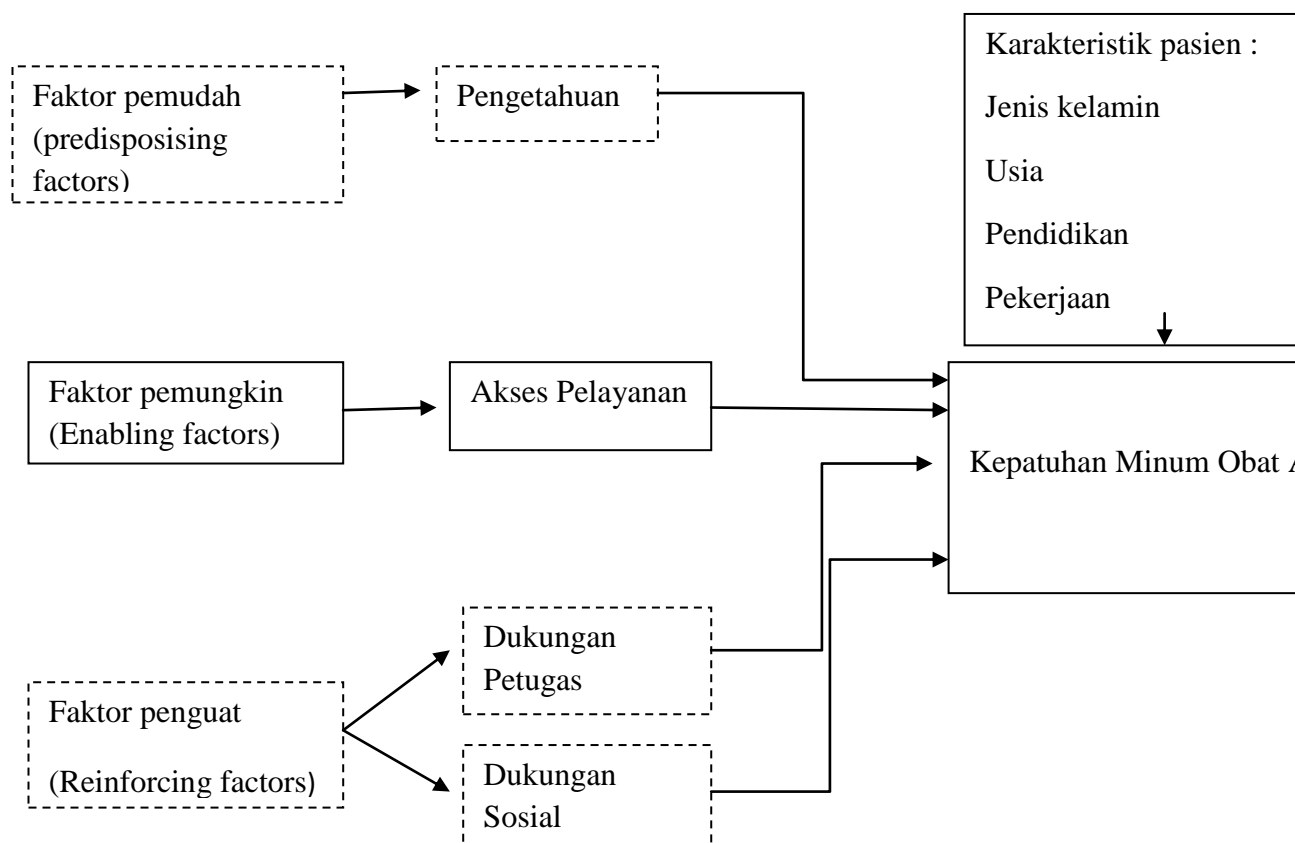 Faktor pemudah
(predisposising
factors)
Pengetahuan
Karakteristik pasien :
Jenis kelamin
Usia
Pendidikan
Pekerjaan
Faktor pemungkin
(Enabling factors)
Akses Pelayanan
Kepatuhan Minum Obat
Faktor penguat
(Reinforcing factors)
Dukungan
Petugas
Dukungan
Sosial